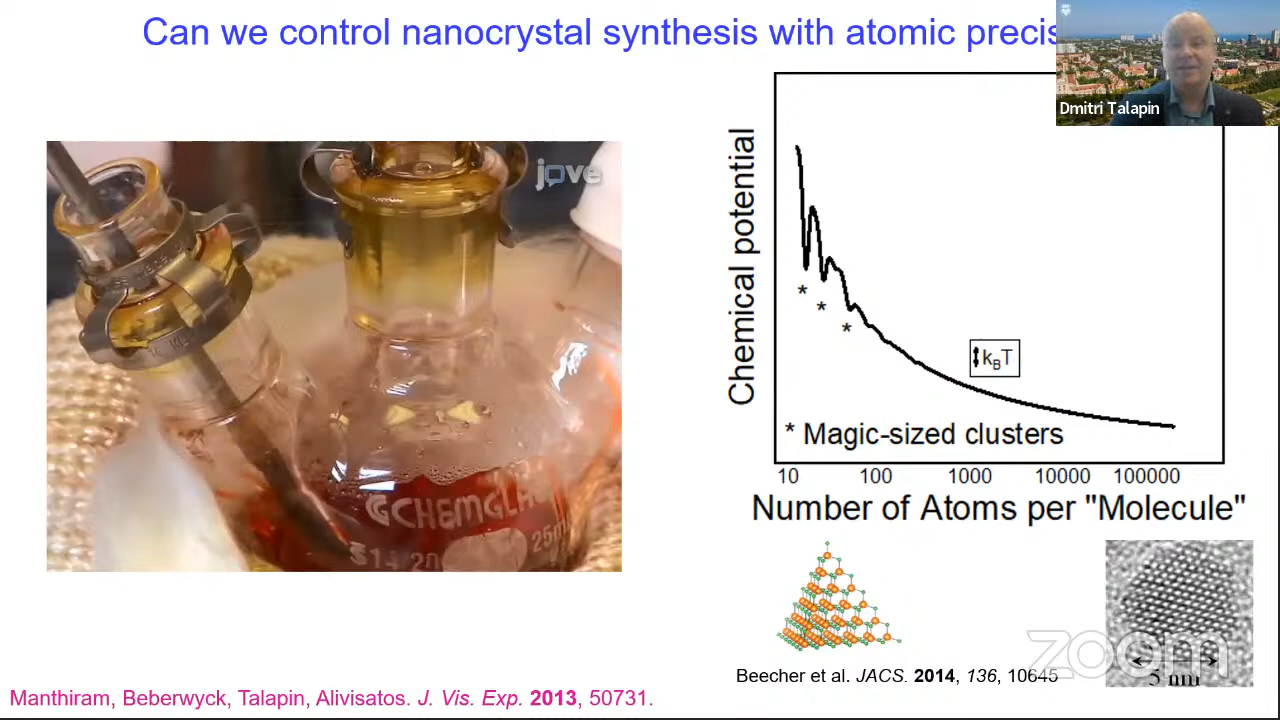 Can we control nanocrystal synthesis with atomic precis
Dmitri Talapin
jove
GCHEMGLA
25m
Chemical potential
* * *
kBT
* Magic-sized clusters
10 100 1000 10000 100000
Number of Atoms per "Molecule"
zoom
5 nm
Beecher et al. JACS. 2014, 136, 10645
Manthiram, Beberwyck, Talapin, Alivisatos. J. Vis. Exp. 2013, 50731.